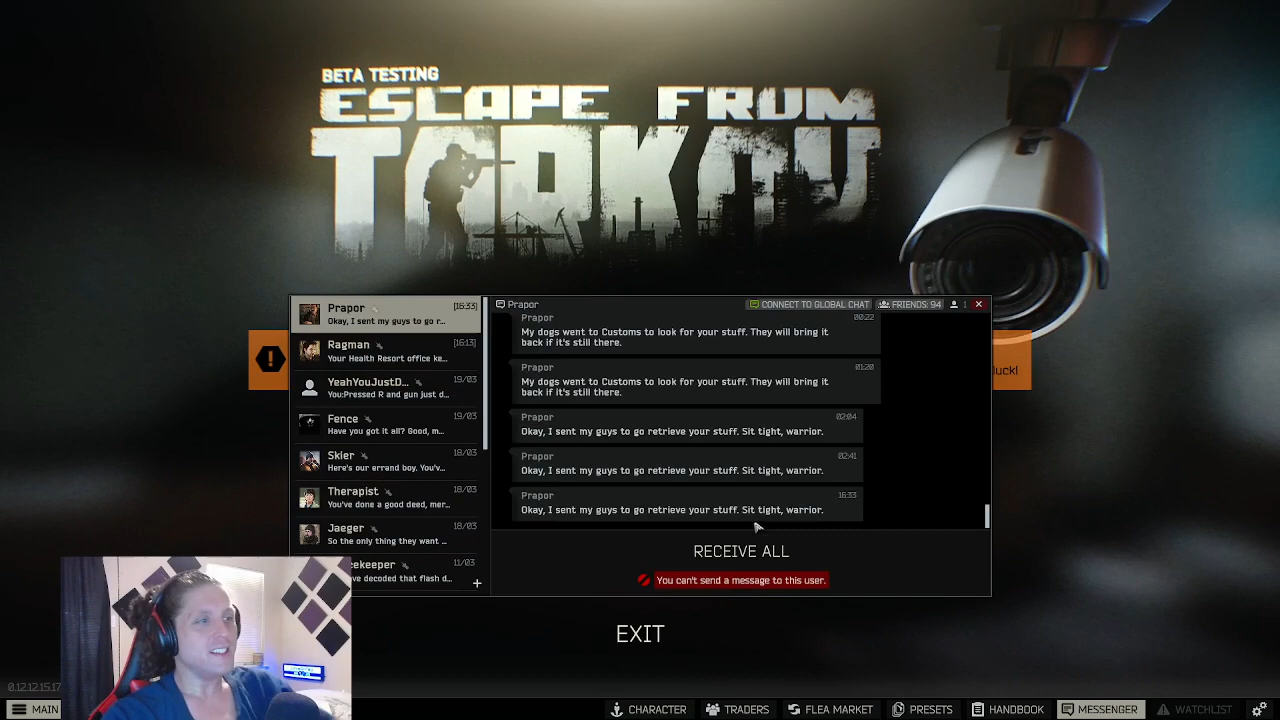 BETA TESTING
ESCAPE FROM
TARKOV
Prapor
[16:33]
Okay, I sent my guys to go r...
Ragman
[16:13]
Your Health Resort office ke...
YeahYouJustD...
19/03
You:Pressed R and gun just d...
Fence
19/03
Have you got it all? Good, m...
Skier
18/03
Here's our errand boy. You'v...
Therapist
18/03
You've done a good deed, mer...
Jaeger
18/03
So the only thing they want ...
ekeeper
11/03
ve decoded that flash d...
+
Prapor
CONNECT TO GLOBAL CHAT
FRIENDS: 94
1
Prapor
00:22
My dogs went to Customs to look for your stuff. They will bring it
back if it's still there.
Prapor
01:20
My dogs went to Customs to look for your stuff. They will bring it
back if it's still there.
Prapor
02:04
Okay, I sent my guys to go retrieve your stuff. Sit tight, warrior.
Prapor
02:41
Okay, I sent my guys to go retrieve your stuff. Sit tight, warrior.
Prapor
16:33
Okay, I sent my guys to go retrieve your stuff. Sit tight, warrior.
RECEIVE ALL
You can't send a message to this user.
luck!
EXIT
0.12.12.15.17
MAIN
CHARACTER
TRADERS
FLEA MARKET
PRESETS
HANDBOOK
MESSENGER
WATCHLIST